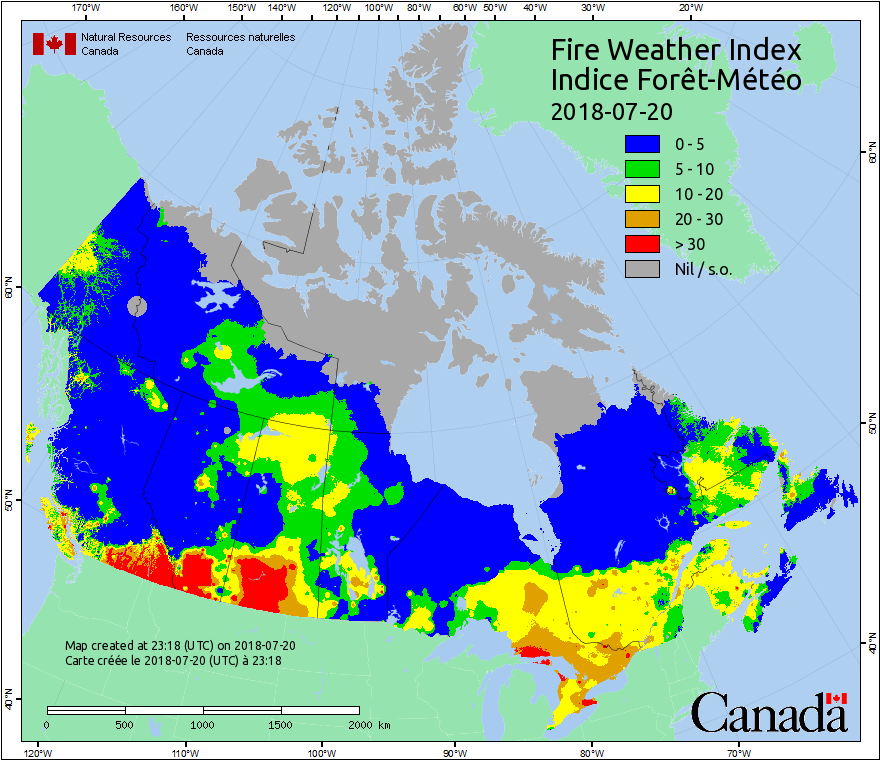 170°W 160°W 150°W 140°W 130°W 120°W 110°W 100°W 90°W 80°W 60°W 50°W 40°W 30°W 20°W
Natural Resources Ressources naturelles
Canada Canada
Fire Weather Index
Indice Forêt-Météo
2018-07-20
0 - 5
5 - 10
10 - 20
20 - 30
> 30
Nil / s.o.
60°N
60°N
50°N
50°N
40°N
40°N
Map created at 23:18 (UTC) on 2018-07-20
Carte créée le 2018-07-20 (UTC) à 23:18
0 500 1000 1500 2000 km
Canada
120°W 110°W 100°W 90°W 80°W 70°W